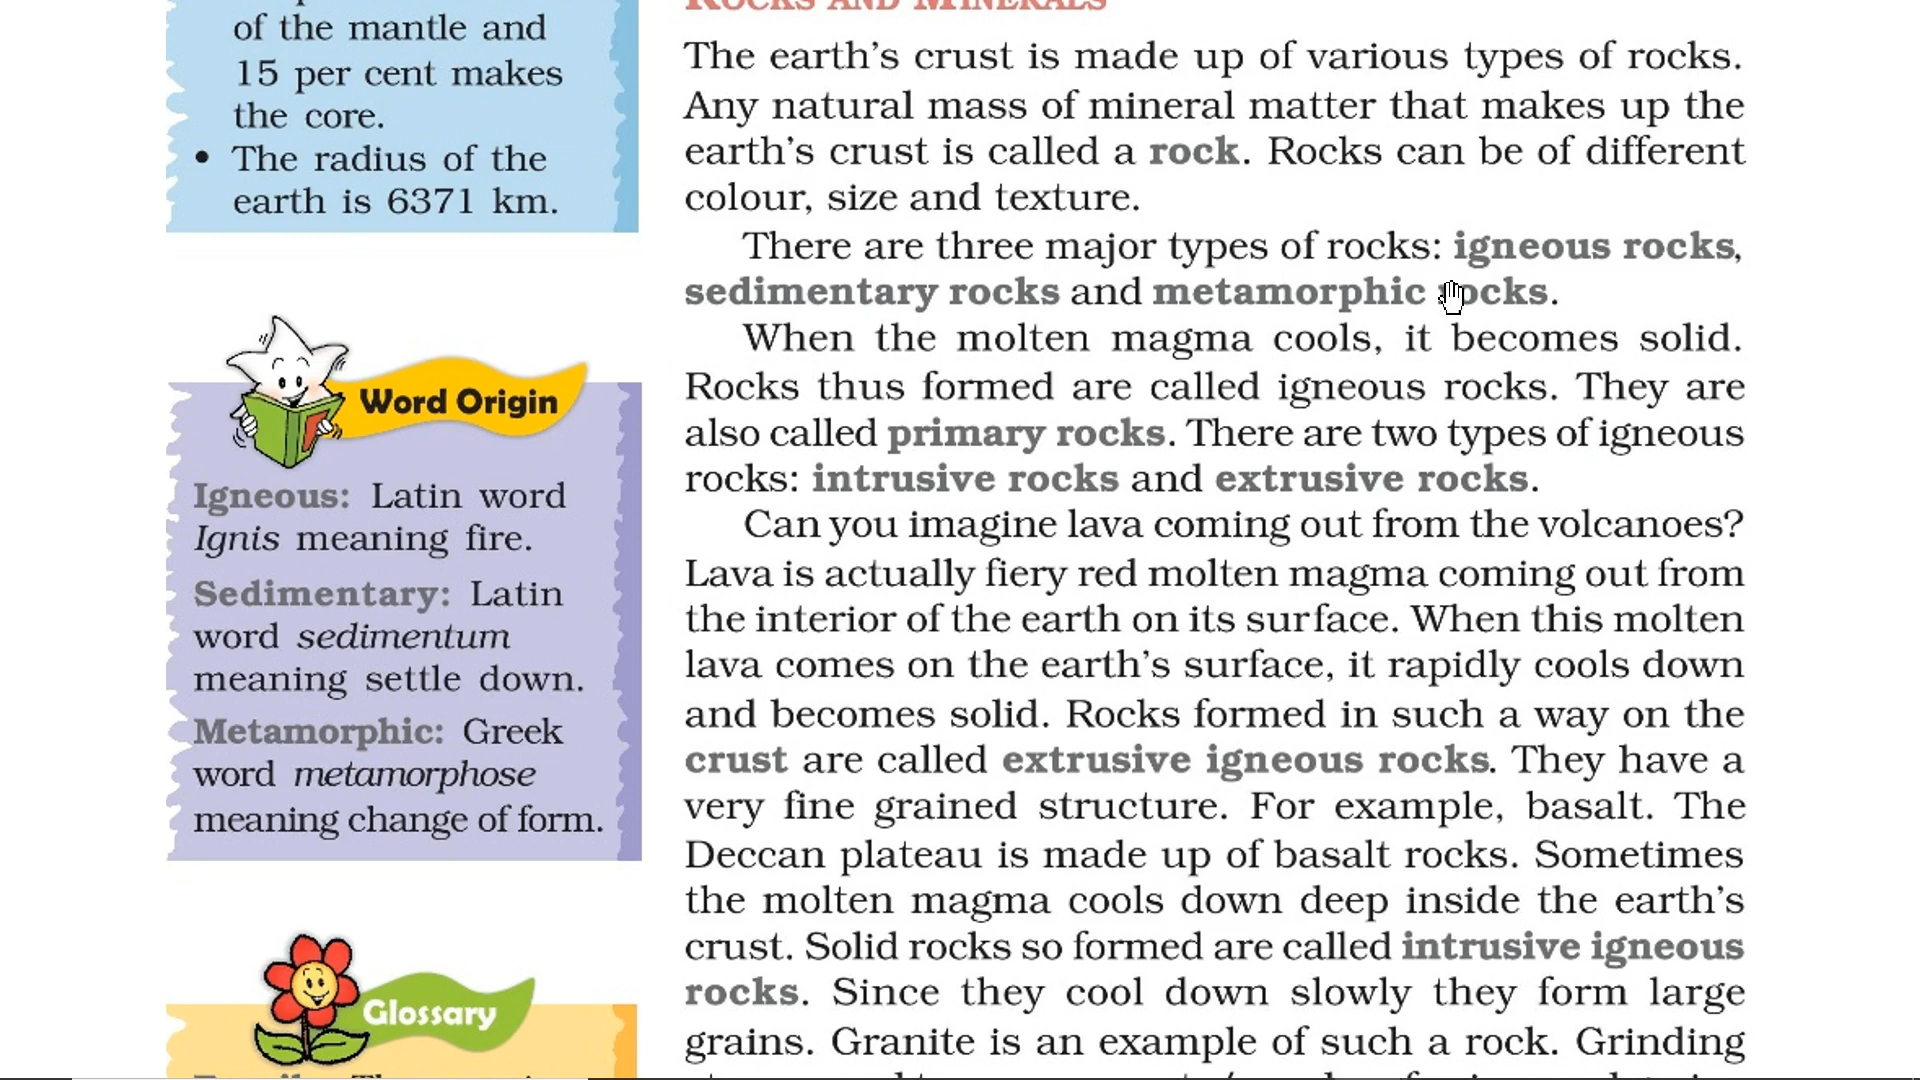 of the mantle and
15 per cent makes
the core.
• The radius of the
earth is 6371 km.
Word Origin
Igneous: Latin word
Ignis meaning fire.
Sedimentary: Latin
word sedimentum
meaning settle down.
Metamorphic: Greek
word metamorphose
meaning change of form.
Glossary
ROCKS AND MINERALS
The earth's crust is made up of various types of rocks.
Any natural mass of mineral matter that makes up the
earth's crust is called a rock. Rocks can be of different
colour, size and texture.
There are three major types of rocks: igneous rocks,
sedimentary rocks and metamorphic rocks.
When the molten magma cools, it becomes solid.
Rocks thus formed are called igneous rocks. They are
also called primary rocks. There are two types of igneous
rocks: intrusive rocks and extrusive rocks.
Can you imagine lava coming out from the volcanoes?
Lava is actually fiery red molten magma coming out from
the interior of the earth on its surface. When this molten
lava comes on the earth's surface, it rapidly cools down
and becomes solid. Rocks formed in such a way on the
crust are called extrusive igneous rocks. They have a
very fine grained structure. For example, basalt. The
Deccan plateau is made up of basalt rocks. Sometimes
the molten magma cools down deep inside the earth's
crust. Solid rocks so formed are called intrusive igneous
rocks. Since they cool down slowly they form large
grains. Granite is an example of such a rock. Grinding